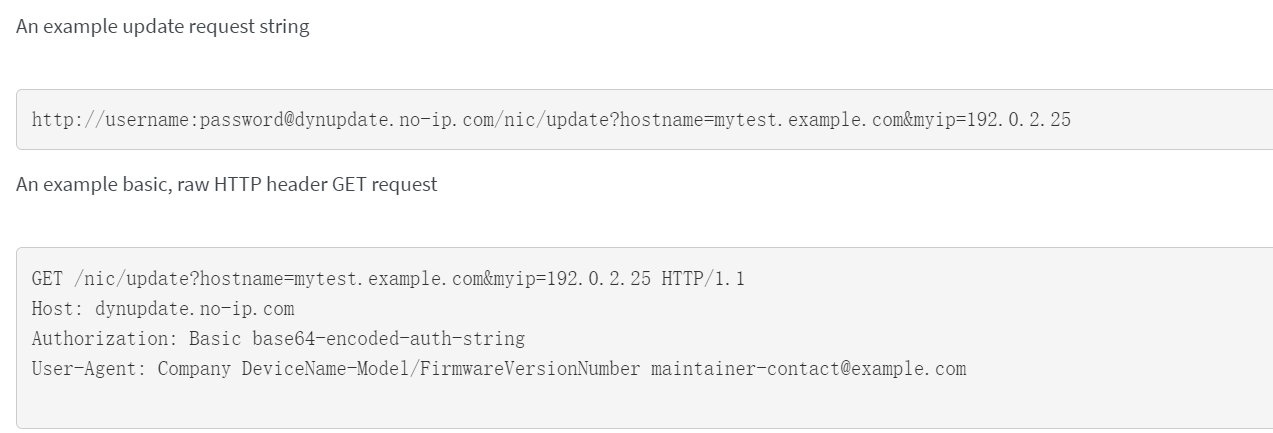 An example update request string
http://username:password@dynupdate.no-ip.com/nic/update?hostname=mytest.example.com&myip=192.0.2.25
An example basic, raw HTTP header GET request
GET /nic/update?hostname=mytest.example.com&myip=192.0.2.25 HTTP/1.1
Host: dynupdate.no-ip.com
Authorization: Basic base64-encoded-auth-string
User-Agent: Company DeviceName-Model/FirmwareVersionNumber maintainer-contact@example.com